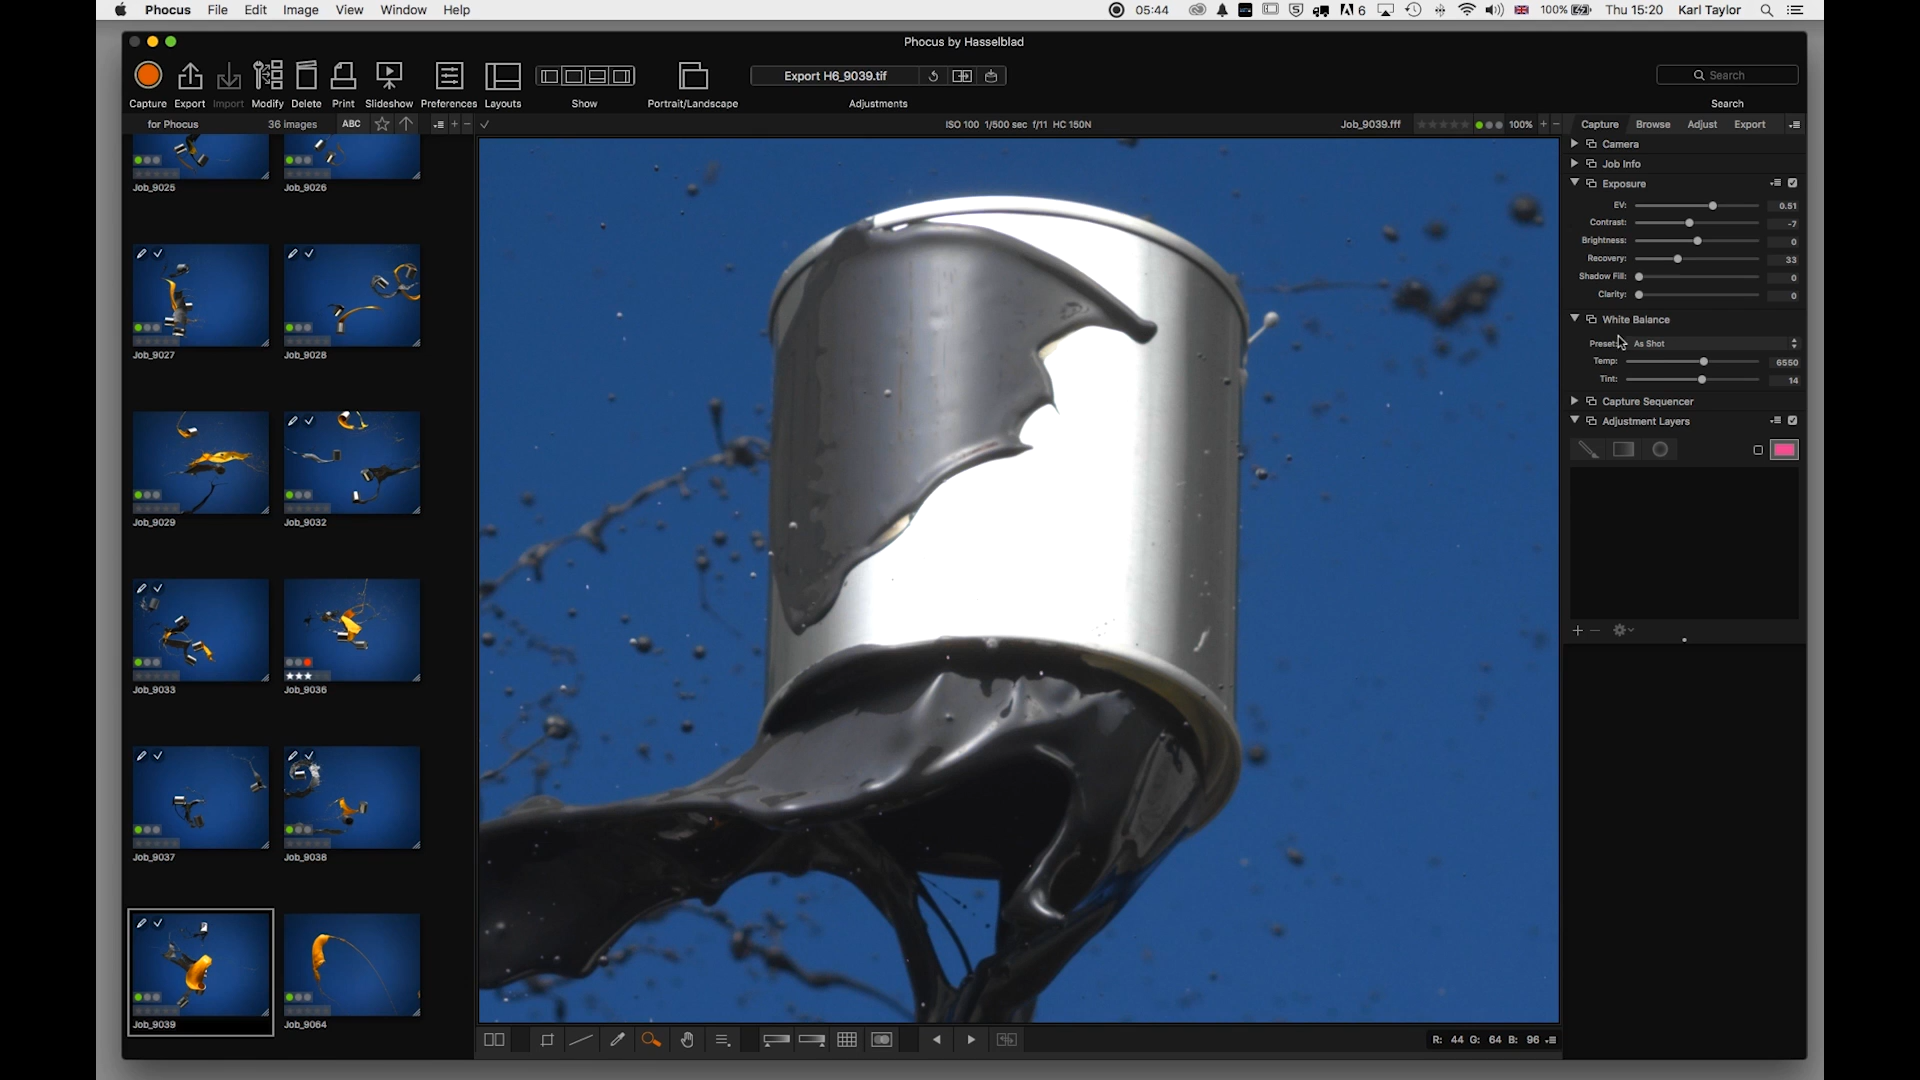 Phocus File Edit Image View Window Help 05:44 6 100% Thu 15:20 Karl Taylor
Phocus by Hasselblad
Export H6_9039.tif
Search
Capture Export Import Modify Delete Print Slideshow Preferences Layouts Show Portrait/Landscape Adjustments Search
for Phocus 36 images ABC ISO 100 1/500 sec f/11 HC 150N Job_9039.fff 100% Capture Browse Adjust Export
Camera
Job Info
Exposure
EV: 0.51
Contrast: -7
Brightness: 0
Recovery: 33
Shadow Fill: 0
Clarity: 0
White Balance
Preset: As Shot
Temp: 6550
Tint: 14
Capture Sequencer
Adjustment Layers
Job_9025 Job_9026
Job_9027 Job_9028
Job_9029 Job_9032
Job_9033 Job_9036
Job_9037 Job_9038
Job_9039 Job_9064
R: 44 G: 64 B: 96